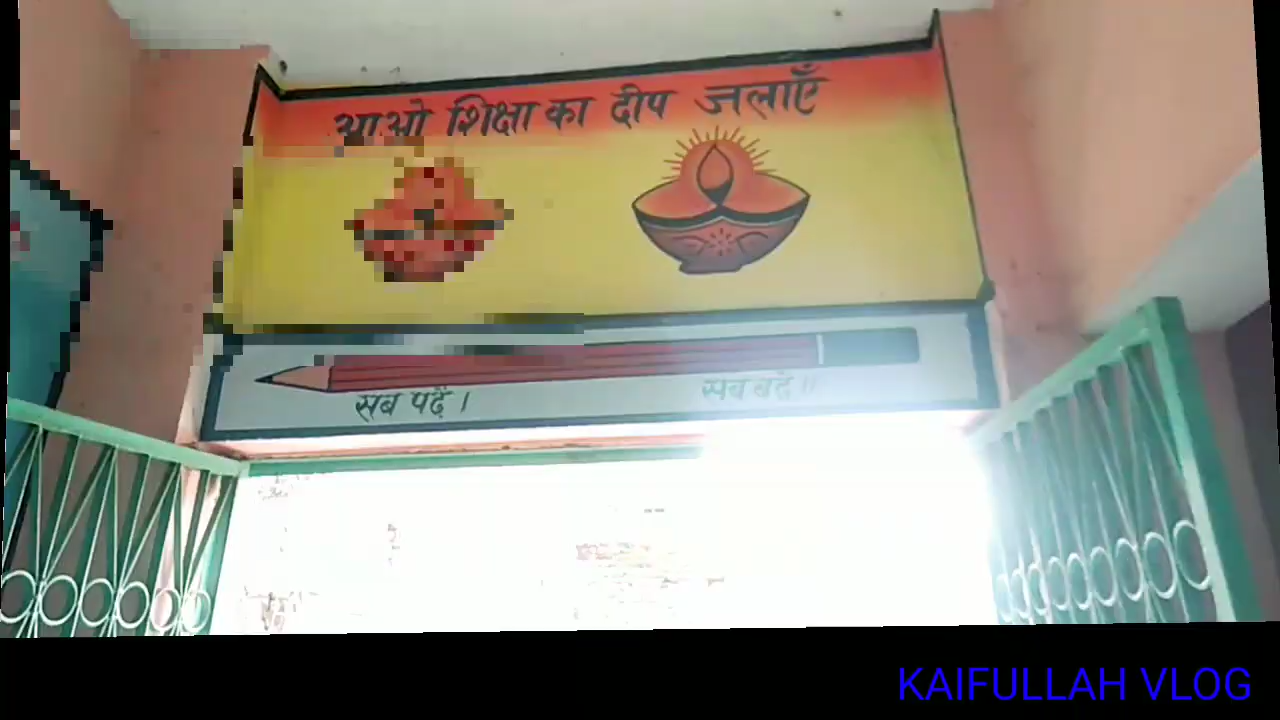 आओ शिक्षा का दीप जलाएँ
सब पढ़ें । सब बढ़ें ॥
KAIFULLAH VLOG